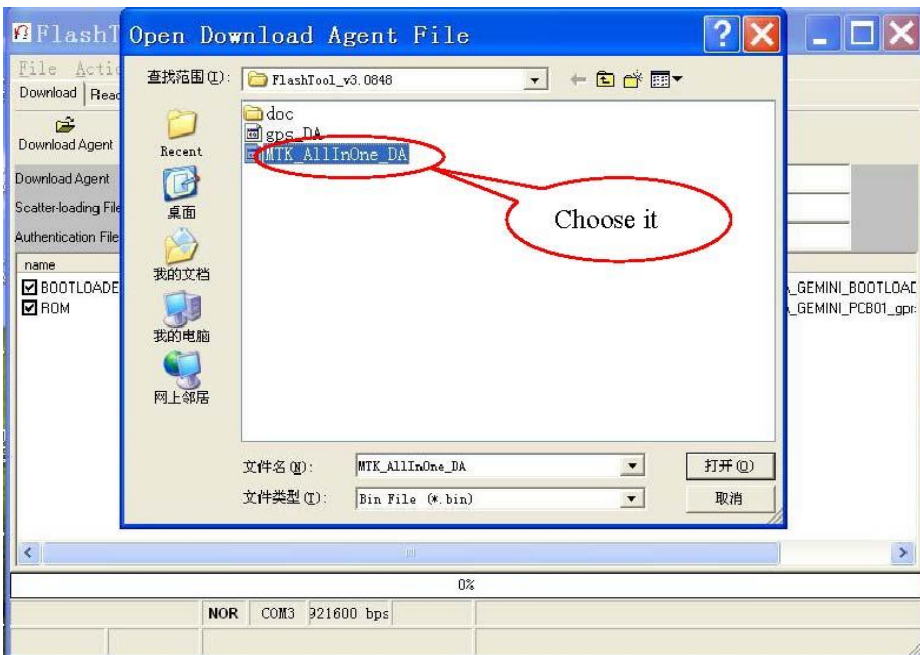 FlashT
Open Download Agent File
File Actio
Download Read
查找范围(I): FlashTool_v3.0848
Download Agent
doc
gps_DA
MTK_AllInOne_DA
Choose it
Recent
桌面
我的文档
我的电脑
网上邻居
Download Agent
Scatter-loading File
Authentication File
name
BOOTLOADE
ROM
_GEMINI_BOOTLOAD
_GEMINI_PCB01_gpr
文件名(N): MTK_AllInOne_DA 打开(O)
文件类型(T): Bin File (*.bin) 取消
0%
NOR COM3 921600 bps